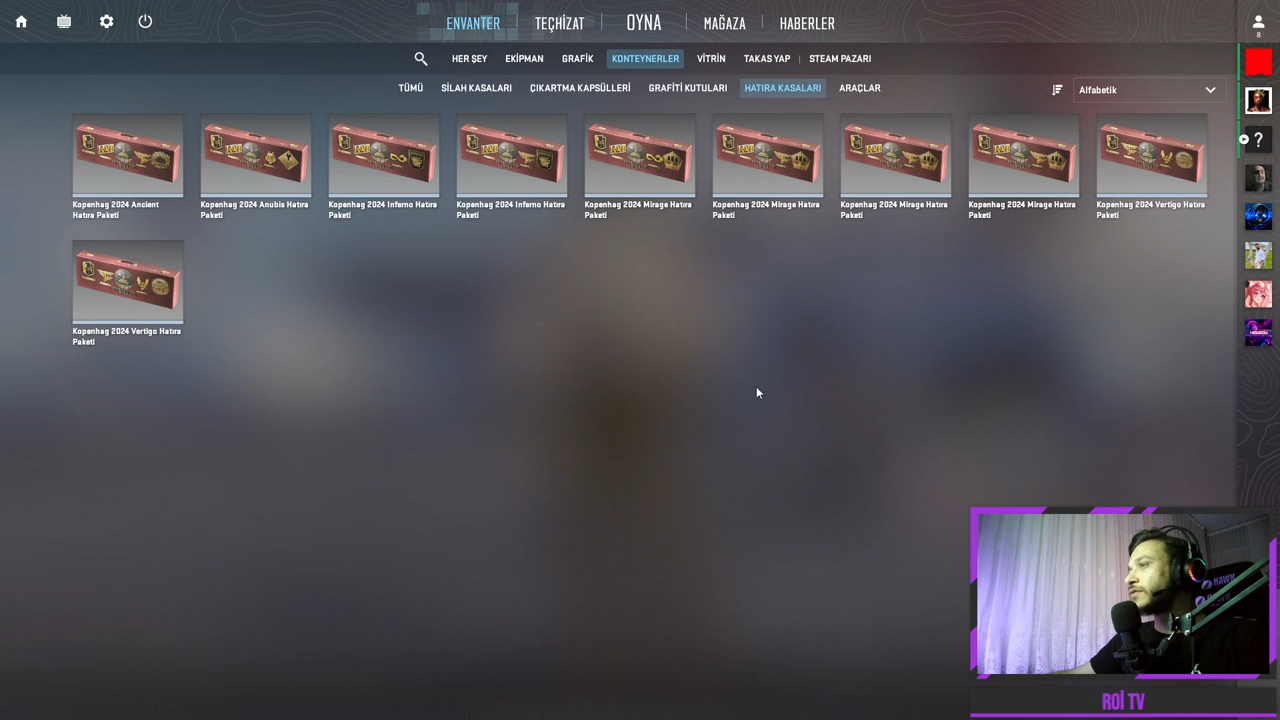 ENVANTER
TEÇHİZAT
OYNA
MAĞAZA
HABERLER
8
HER ŞEY
EKİPMAN
GRAFİK
KONTEYNERLER
VİTRİN
TAKAS YAP
STEAM PAZARI
TÜMÜ
SİLAH KASALARI
ÇIKARTMA KAPSÜLLERİ
GRAFİTİ KUTULARI
HATIRA KASALARI
ARAÇLAR
Alfabetik
?
Kopenhag 2024 Ancient
Hatıra Paketi
Kopenhag 2024 Anubis Hatıra
Paketi
Kopenhag 2024 Inferno Hatıra
Paketi
Kopenhag 2024 Inferno Hatıra
Paketi
Kopenhag 2024 Mirage Hatıra
Paketi
Kopenhag 2024 Mirage Hatıra
Paketi
Kopenhag 2024 Mirage Hatıra
Paketi
Kopenhag 2024 Mirage Hatıra
Paketi
Kopenhag 2024 Vertigo Hatıra
Paketi
Kopenhag 2024 Vertigo Hatıra
Paketi
HAWK
ROİ TV